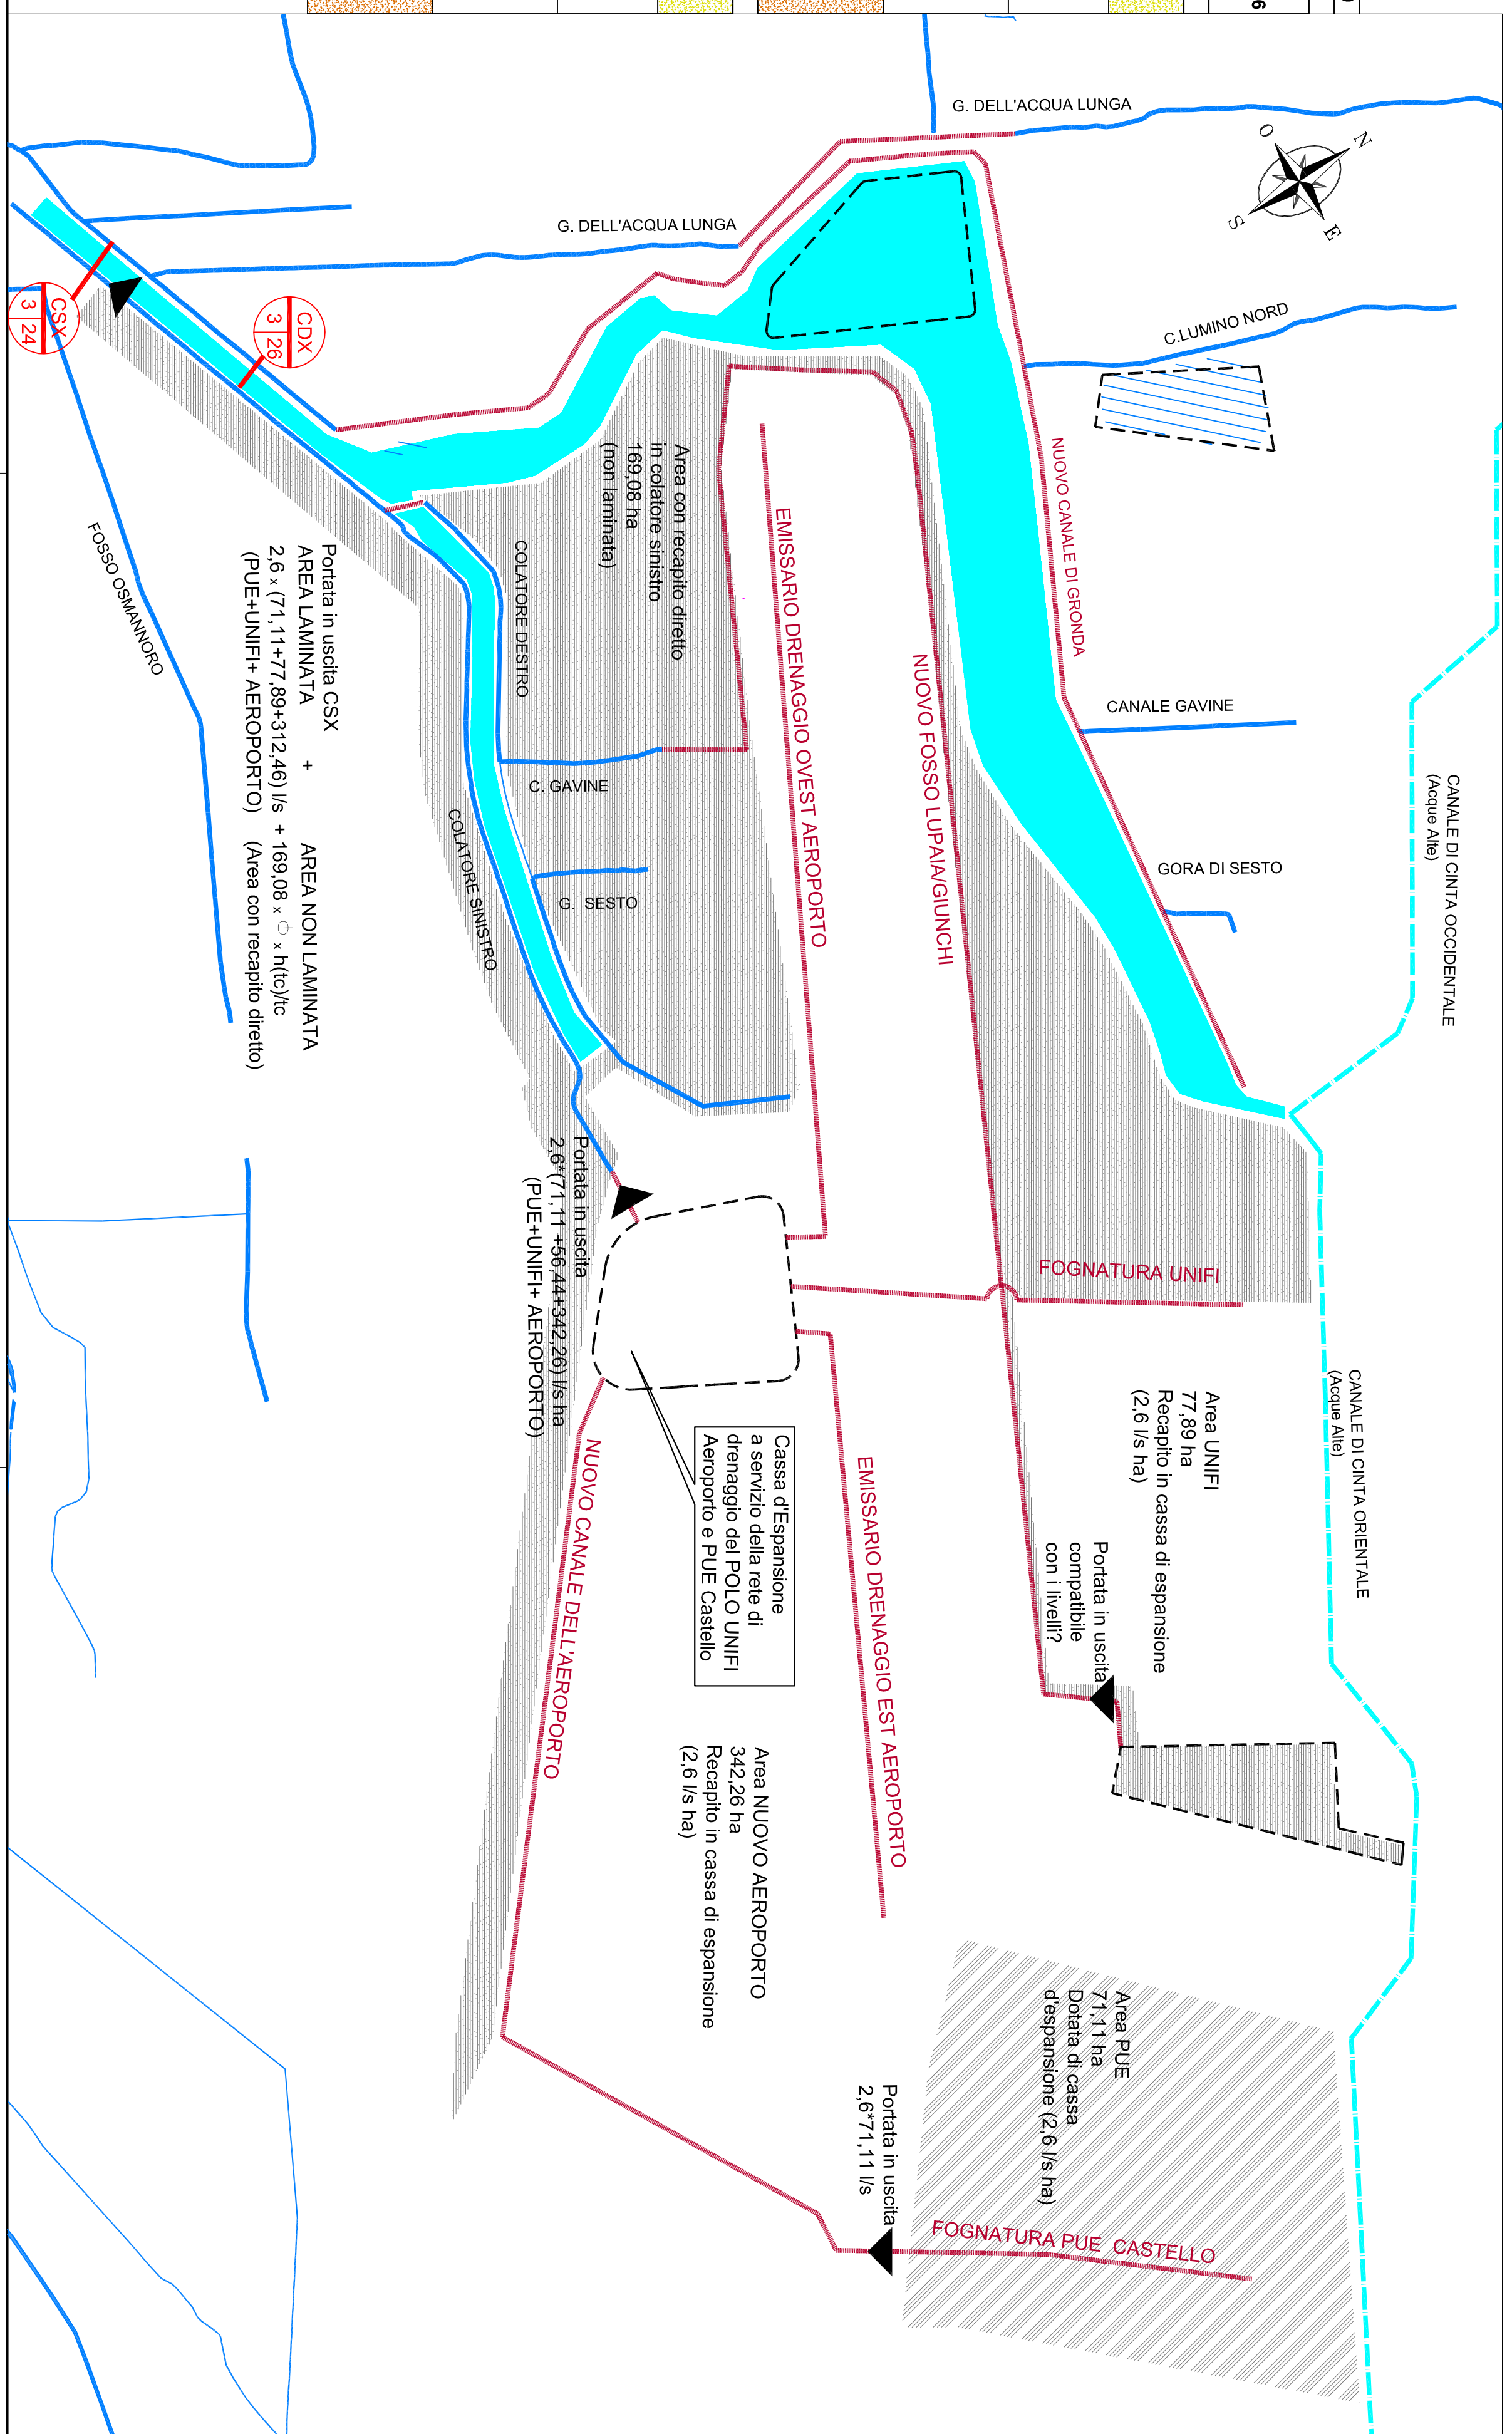 6
G. DELL'ACQUA LUNGA
G. DELL'ACQUA LUNGA
N
O
S
E
C.LUMINO NORD
CSX
3 24
CDX
3 26
NUOVO CANALE DI GRONDA
Area con recapito diretto
in colatore sinistro
169,08 ha
(non laminata)
EMISSARIO DRENAGGIO OVEST AEROPORTO
NUOVO FOSSO LUPAIA/GIUNCHI
COLATORE DESTRO
FOSSO OSMANNORO
Portata in uscita CSX
AREA LAMINATA + AREA NON LAMINATA
2,6 x (71,11+77,89+312,46) l/s + 169,08 x ϕ x h(tc)/tc
(PUE+UNIFI+ AEROPORTO) (Area con recapito diretto)
CANALE GAVINE
C. GAVINE
COLATORE SINISTRO
G. SESTO
GORA DI SESTO
CANALE DI CINTA OCCIDENTALE
(Acque Alte)
Portata in uscita
2,6*(71,11 +56,44+342,26) l/s ha
(PUE+UNIFI+ AEROPORTO)
FOGNATURA UNIFI
CANALE DI CINTA ORIENTALE
(Acque Alte)
Area UNIFI
77,89 ha
Recapito in cassa di espansione
(2,6 l/s ha)
Cassa d'Espansione
a servizio della rete di
drenaggio del POLO UNIFI
Aeroporto e PUE Castello
EMISSARIO DRENAGGIO EST AEROPORTO
NUOVO CANALE DELL'AEROPORTO
Portata in uscita
compatibile
con i livelli?
Area NUOVO AEROPORTO
342,26 ha
Recapito in cassa di espansione
(2,6 l/s ha)
Area PUE
71,11 ha
Dotata di cassa
d'espansione (2,6 l/s ha)
Portata in uscita
2,6*71,11 l/s
FOGNATURA PUE CASTELLO